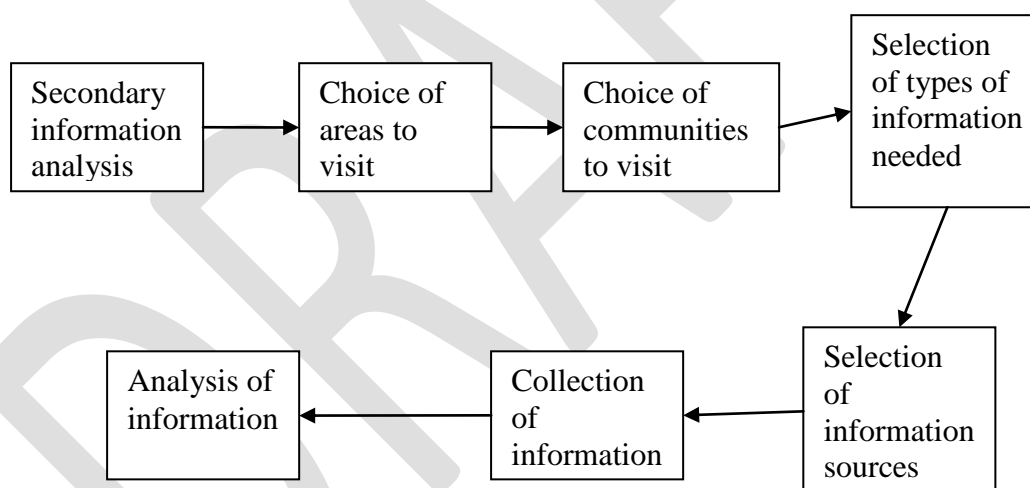 Secondary
information
analysis
Choice of
areas to
visit
Choice of
communities
to visit
Selection
of types of
information
needed
Selection
of
information
sources
Collection
of
information
Analysis of
information
DRA